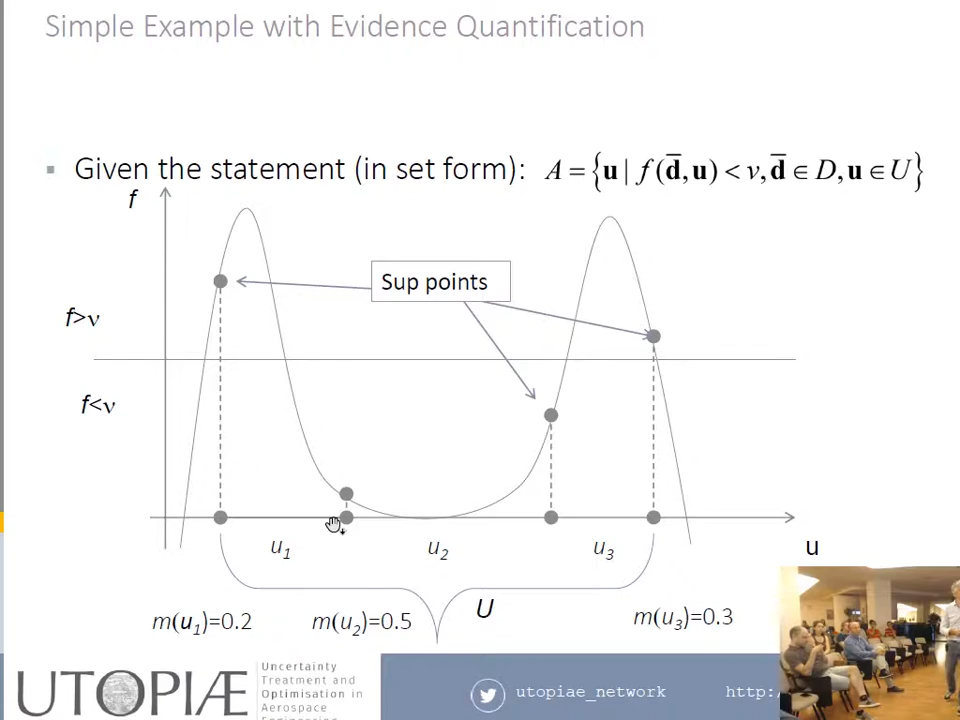 Simple Example with Evidence Quantification
▪ Given the statement (in set form): A = {u | f(d̄,u) < v, d̄ ∈ D, u ∈ U}
f
Sup points
f>ν
f<ν
u₁ u₂ u₃ u
U
m(u₁)=0.2 m(u₂)=0.5 m(u₃)=0.3
UTOPIÆ
Uncertainty
Treatment and
Optimisation in
Aerospace
utopiae_network http: